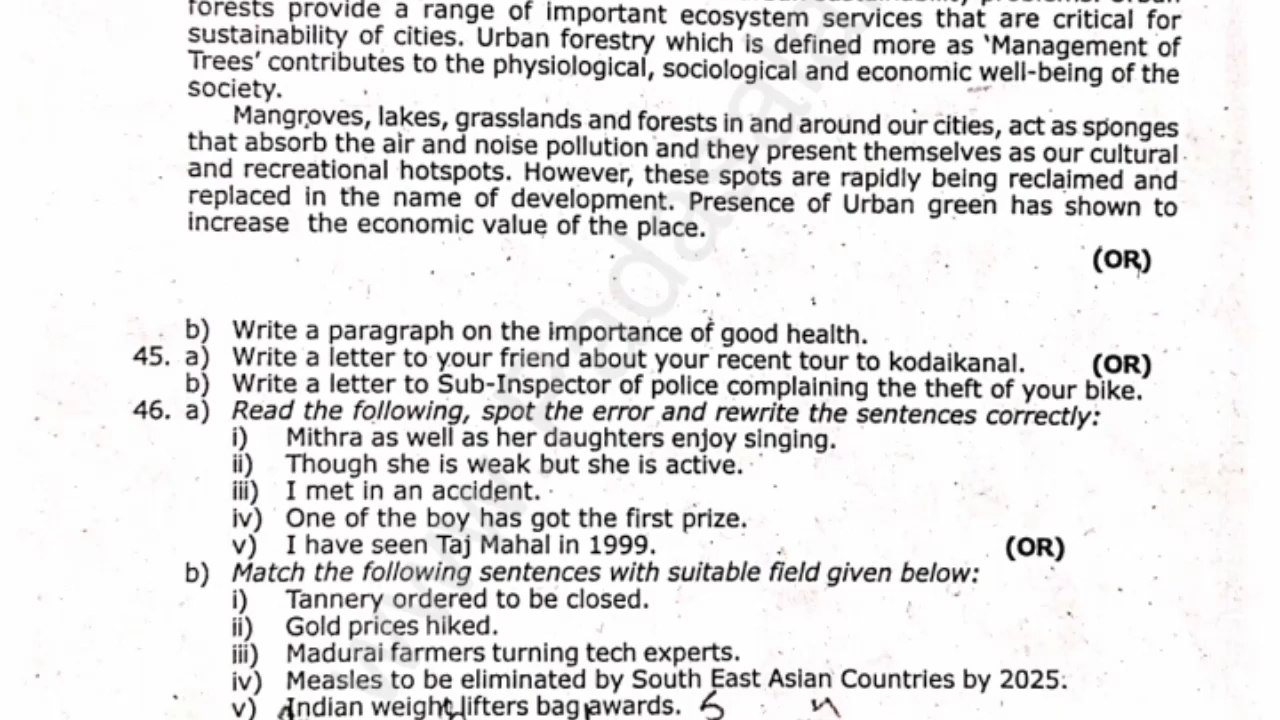 forests provide a range of important ecosystem services that are critical for
sustainability of cities. Urban forestry which is defined more as 'Management of
Trees' contributes to the physiological, sociological and economic well-being of the
society.
Mangroves, lakes, grasslands and forests in and around our cities, act as sponges
that absorb the air and noise pollution and they present themselves as our cultural
and recreational hotspots. However, these spots are rapidly being reclaimed and
replaced in the name of development. Presence of Urban green has shown to
increase the economic value of the place.
(OR)
b) Write a paragraph on the importance of good health.
45. a) Write a letter to your friend about your recent tour to kodaikanal. (OR)
b) Write a letter to Sub-Inspector of police complaining the theft of your bike.
46. a) Read the following, spot the error and rewrite the sentences correctly:
i) Mithra as well as her daughters enjoy singing.
ii) Though she is weak but she is active.
iii) I met in an accident.
iv) One of the boy has got the first prize.
v) I have seen Taj Mahal in 1999. (OR)
b) Match the following sentences with suitable field given below:
i) Tannery ordered to be closed.
ii) Gold prices hiked.
iii) Madurai farmers turning tech experts.
iv) Measles to be eliminated by South East Asian Countries by 2025.
v) Indian weight lifters bag awards.